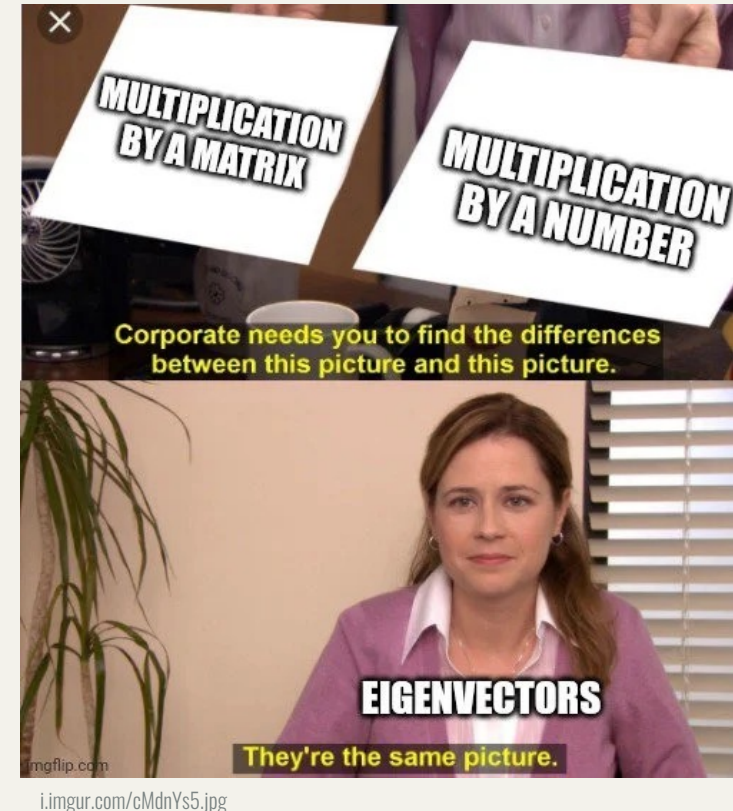 MULTIPLICATION
BY A MATRIX
MULTIPLICATION
BY A NUMBER
Corporate needs you to find the differences
between this picture and this picture.
EIGENVECTORS
They're the same picture.
imgflip.com
i.imgur.com/cMdnYs5.jpg